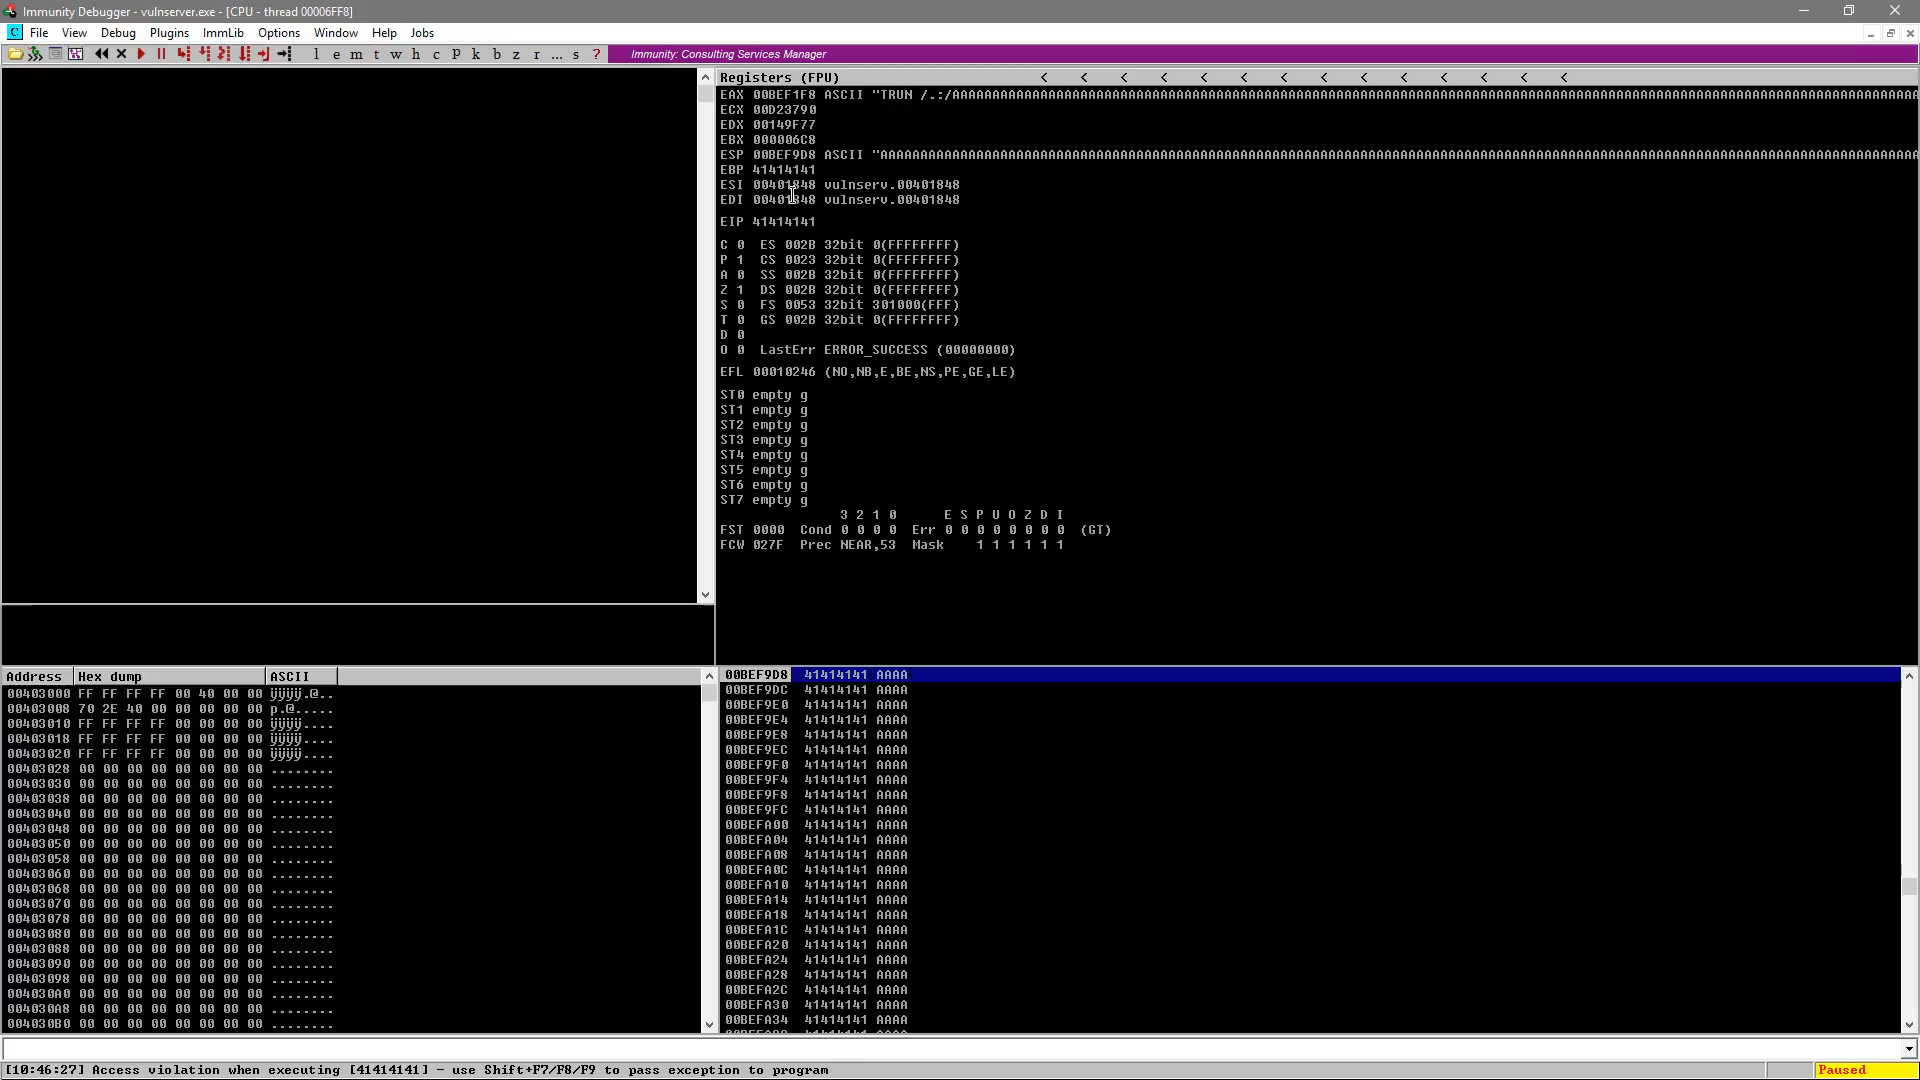 Immunity Debugger - vulnserver.exe - [CPU - thread 00006FF8]
C File View Debug Plugins ImmLib Options Window Help Jobs
l e m t w h c P k b z r ... s ? Immunity: Consulting Services Manager
Registers (FPU) < < < < < < < < < < < < < <
EAX 00BEF1F8 ASCII "TRUN /.:/AAAAAAAAAAAAAAAAAAAAAAAAAAAAAAAAAAAAAAAAAAAAAAAAAAAAAAAAAAAAAAAAAAAAAAAAAAAAAAAAAAAAAAAAAAAAAAAAAAAAAAAAAAAAA
ECX 00D23790
EDX 00149F77
EBX 000006C8
ESP 00BEF9D8 ASCII "AAAAAAAAAAAAAAAAAAAAAAAAAAAAAAAAAAAAAAAAAAAAAAAAAAAAAAAAAAAAAAAAAAAAAAAAAAAAAAAAAAAAAAAAAAAAAAAAAAAAAAAAAAAAAAAAAAAAAAAAAAAAAA
EBP 41414141
ESI 00401848 vulnserv.00401848
EDI 00401848 vulnserv.00401848
EIP 41414141
C 0 ES 002B 32bit 0(FFFFFFFF)
P 1 CS 0023 32bit 0(FFFFFFFF)
A 0 SS 002B 32bit 0(FFFFFFFF)
Z 1 DS 002B 32bit 0(FFFFFFFF)
S 0 FS 0053 32bit 301000(FFF)
T 0 GS 002B 32bit 0(FFFFFFFF)
D 0
O 0 LastErr ERROR_SUCCESS (00000000)
EFL 00010246 (NO,NB,E,BE,NS,PE,GE,LE)
ST0 empty g
ST1 empty g
ST2 empty g
ST3 empty g
ST4 empty g
ST5 empty g
ST6 empty g
ST7 empty g
3 2 1 0 E S P U O Z D I
FST 0000 Cond 0 0 0 0 Err 0 0 0 0 0 0 0 0 (GT)
FCW 027F Prec NEAR,53 Mask 1 1 1 1 1 1
Address Hex dump ASCII
00403000 FF FF FF FF 00 40 00 00 ÿÿÿÿ.@..
00403008 70 2E 40 00 00 00 00 00 p.@.....
00403010 FF FF FF FF 00 00 00 00 ÿÿÿÿ....
00403018 FF FF FF FF 00 00 00 00 ÿÿÿÿ....
00403020 FF FF FF FF 00 00 00 00 ÿÿÿÿ....
00403028 00 00 00 00 00 00 00 00 ........
00403030 00 00 00 00 00 00 00 00 ........
00403038 00 00 00 00 00 00 00 00 ........
00403040 00 00 00 00 00 00 00 00 ........
00403048 00 00 00 00 00 00 00 00 ........
00403050 00 00 00 00 00 00 00 00 ........
00403058 00 00 00 00 00 00 00 00 ........
00403060 00 00 00 00 00 00 00 00 ........
00403068 00 00 00 00 00 00 00 00 ........
00403070 00 00 00 00 00 00 00 00 ........
00403078 00 00 00 00 00 00 00 00 ........
00403080 00 00 00 00 00 00 00 00 ........
00403088 00 00 00 00 00 00 00 00 ........
00403090 00 00 00 00 00 00 00 00 ........
00403098 00 00 00 00 00 00 00 00 ........
004030A0 00 00 00 00 00 00 00 00 ........
004030A8 00 00 00 00 00 00 00 00 ........
004030B0 00 00 00 00 00 00 00 00 ........
00BEF9D8 41414141 AAAA
00BEF9DC 41414141 AAAA
00BEF9E0 41414141 AAAA
00BEF9E4 41414141 AAAA
00BEF9E8 41414141 AAAA
00BEF9EC 41414141 AAAA
00BEF9F0 41414141 AAAA
00BEF9F4 41414141 AAAA
00BEF9F8 41414141 AAAA
00BEF9FC 41414141 AAAA
00BEFA00 41414141 AAAA
00BEFA04 41414141 AAAA
00BEFA08 41414141 AAAA
00BEFA0C 41414141 AAAA
00BEFA10 41414141 AAAA
00BEFA14 41414141 AAAA
00BEFA18 41414141 AAAA
00BEFA1C 41414141 AAAA
00BEFA20 41414141 AAAA
00BEFA24 41414141 AAAA
00BEFA28 41414141 AAAA
00BEFA2C 41414141 AAAA
00BEFA30 41414141 AAAA
00BEFA34 41414141 AAAA
[10:46:27] Access violation when executing [41414141] - use Shift+F7/F8/F9 to pass exception to program
Paused